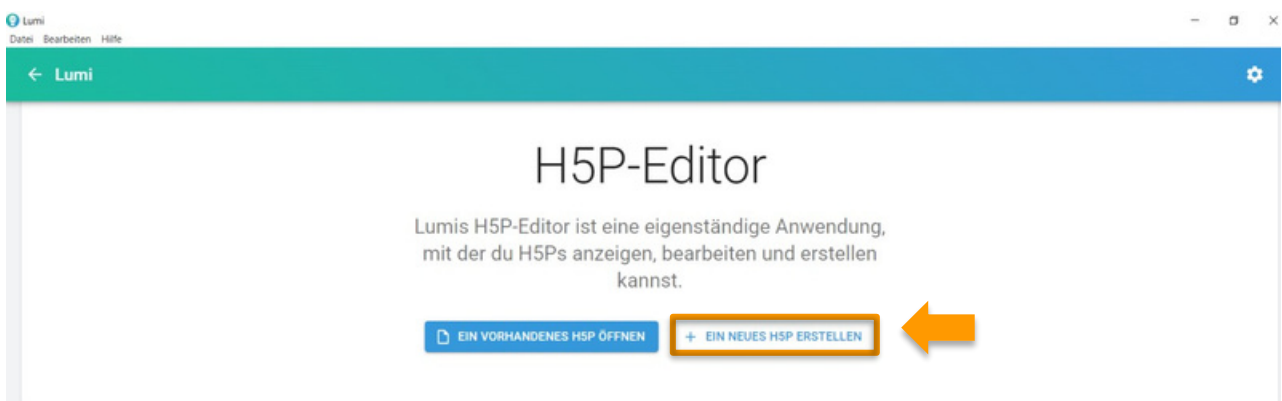 Lumi
Datei Bearbeiten Hilfe
← Lumi
H5P-Editor
Lumis H5P-Editor ist eine eigenständige Anwendung,
mit der du H5Ps anzeigen, bearbeiten und erstellen
kannst.
EIN VORHANDENES H5P ÖFFNEN + EIN NEUES H5P ERSTELLEN